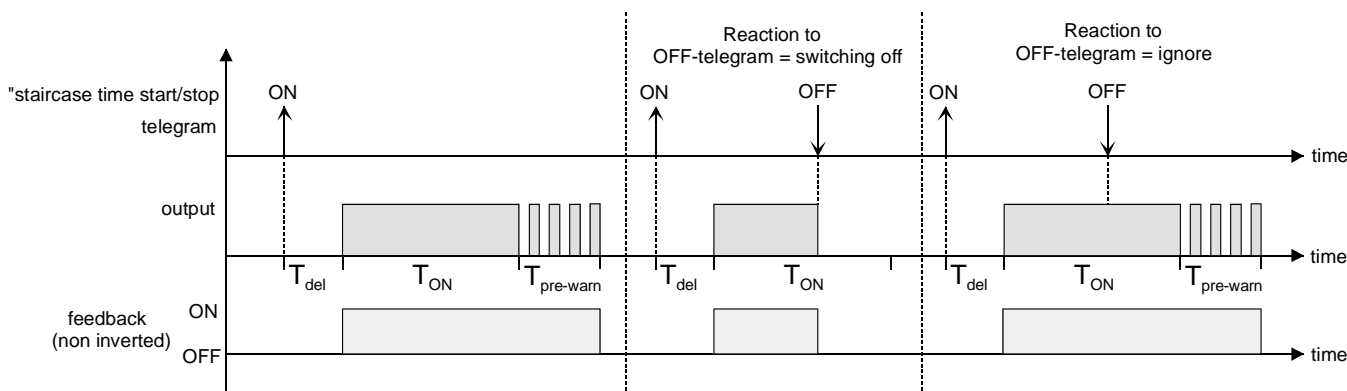 Reaction to
OFF-telegram = switching off
Reaction to
OFF-telegram = ignore
"staircase time start/stop
telegram
ON
ON
OFF
ON
OFF
time
output
time
T_del
T_ON
T_pre-warn
T_del
T_ON
T_del
T_ON
T_pre-warn
feedback
(non inverted)
ON
OFF
time